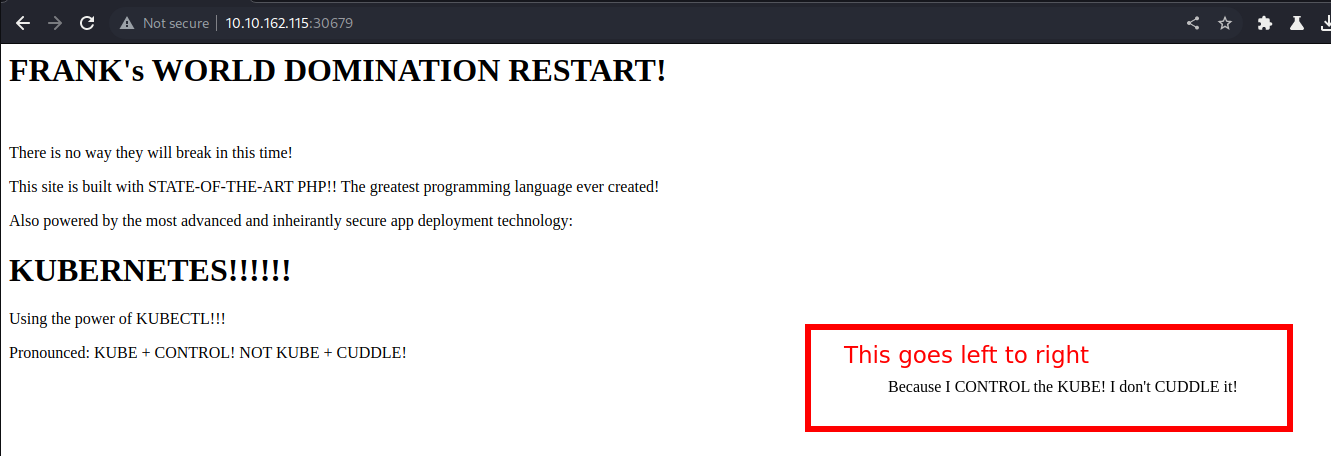 Not secure 10.10.162.115:30679
FRANK's WORLD DOMINATION RESTART!
There is no way they will break in this time!
This site is built with STATE-OF-THE-ART PHP!! The greatest programming language ever created!
Also powered by the most advanced and inheirantly secure app deployment technology:
KUBERNETES!!!!!!
Using the power of KUBECTL!!!
Pronounced: KUBE + CONTROL! NOT KUBE + CUDDLE!
This goes left to right
Because I CONTROL the KUBE! I don't CUDDLE it!